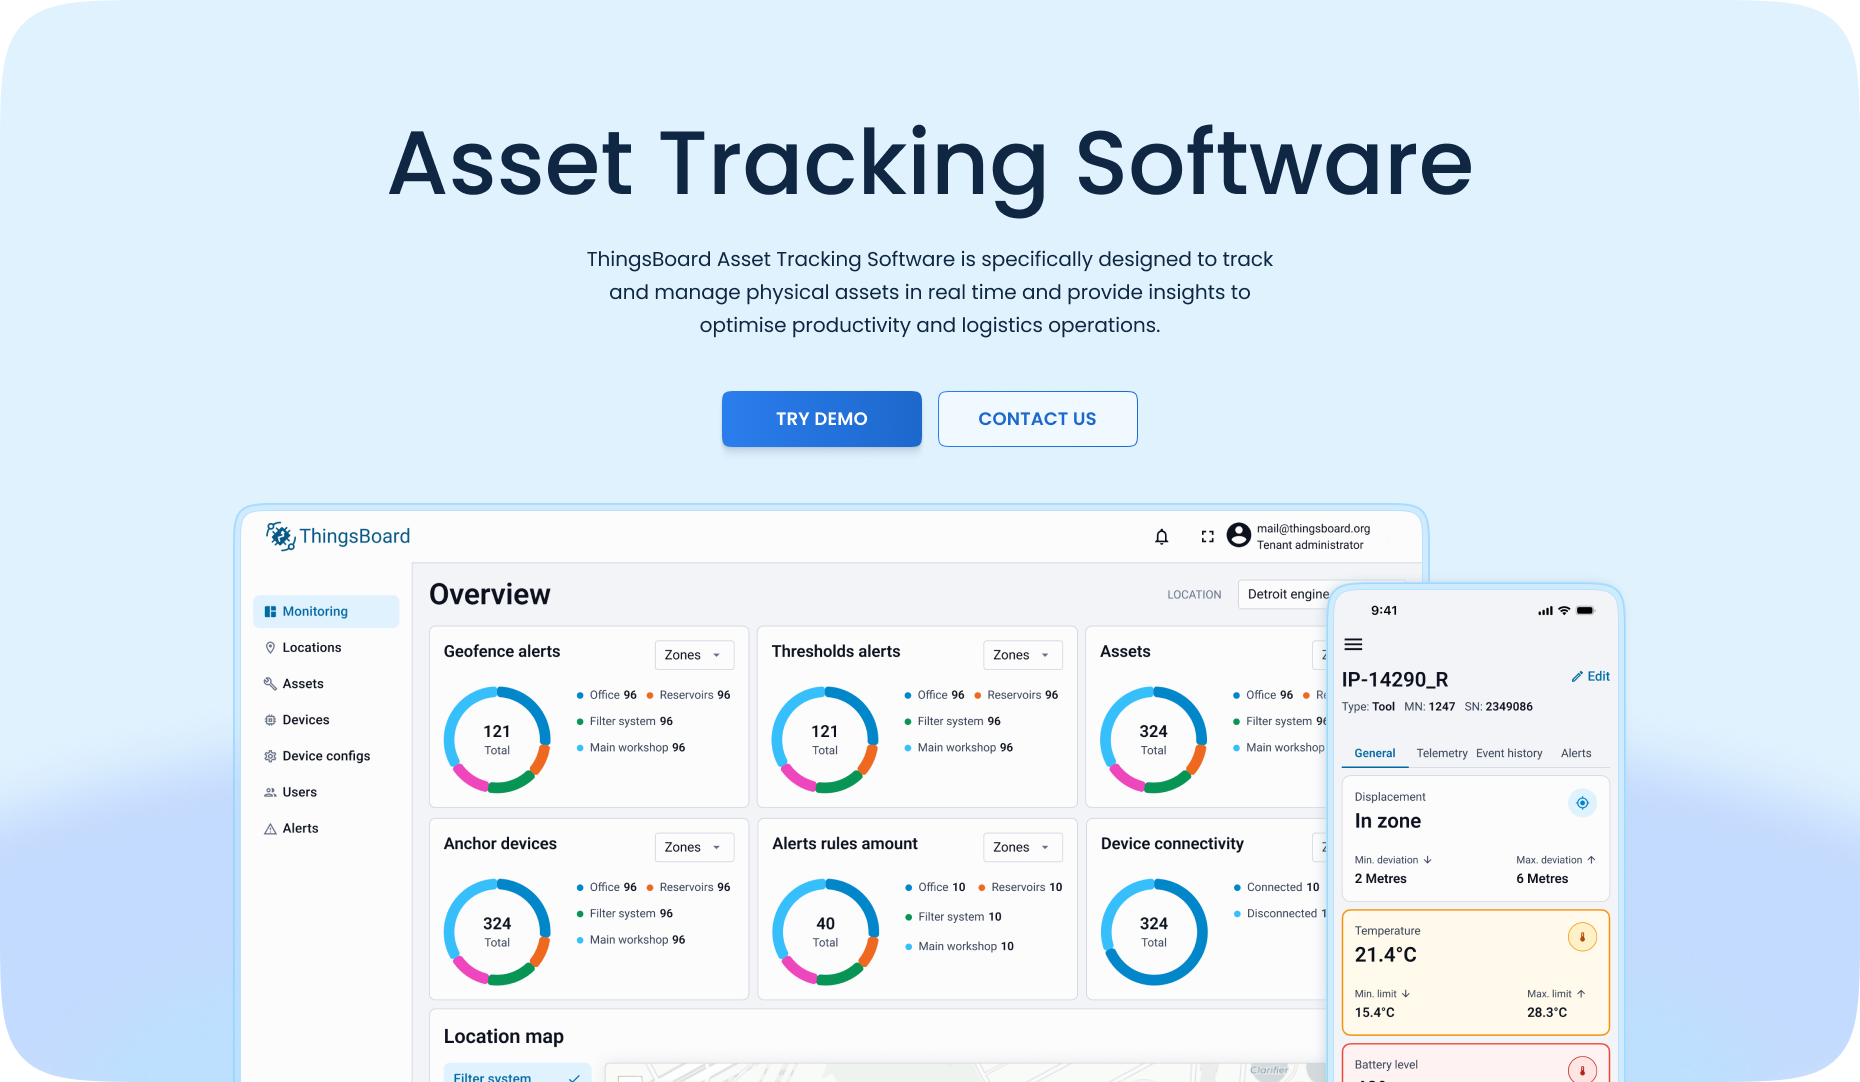 Asset Tracking Software
ThingsBoard Asset Tracking Software is specifically designed to track
and manage physical assets in real time and provide insights to
optimise productivity and logistics operations.
TRY DEMO
CONTACT US
ThingsBoard
mail@thingsboard.org
Tenant administrator
Monitoring
Locations
Assets
Devices
Device configs
Users
Alerts
Overview
LOCATION
Detroit engine
Geofence alerts
Zones
121
Total
Office 96 Reservoirs 96
Filter system 96
Main workshop 96
Thresholds alerts
Zones
121
Total
Office 96 Reservoirs 96
Filter system 96
Main workshop 96
Assets
324
Total
Office 96
Filter system
Main workshop
Anchor devices
Zones
324
Total
Office 96 Reservoirs 96
Filter system 96
Main workshop 96
Alerts rules amount
Zones
40
Total
Office 10 Reservoirs 10
Filter system 10
Main workshop 10
Device connectivity
324
Total
Connected 10
Disconnected
Location map
Filter system
Clarifier
9:41
IP-14290_R
Edit
Type: Tool MN: 1247 SN: 2349086
General Telemetry Event history Alerts
Displacement
In zone
Min. deviation ↓ Max. deviation ↑
2 Metres 6 Metres
Temperature
21.4°C
Min. limit ↓ Max. limit ↑
15.4°C 28.3°C
Battery level